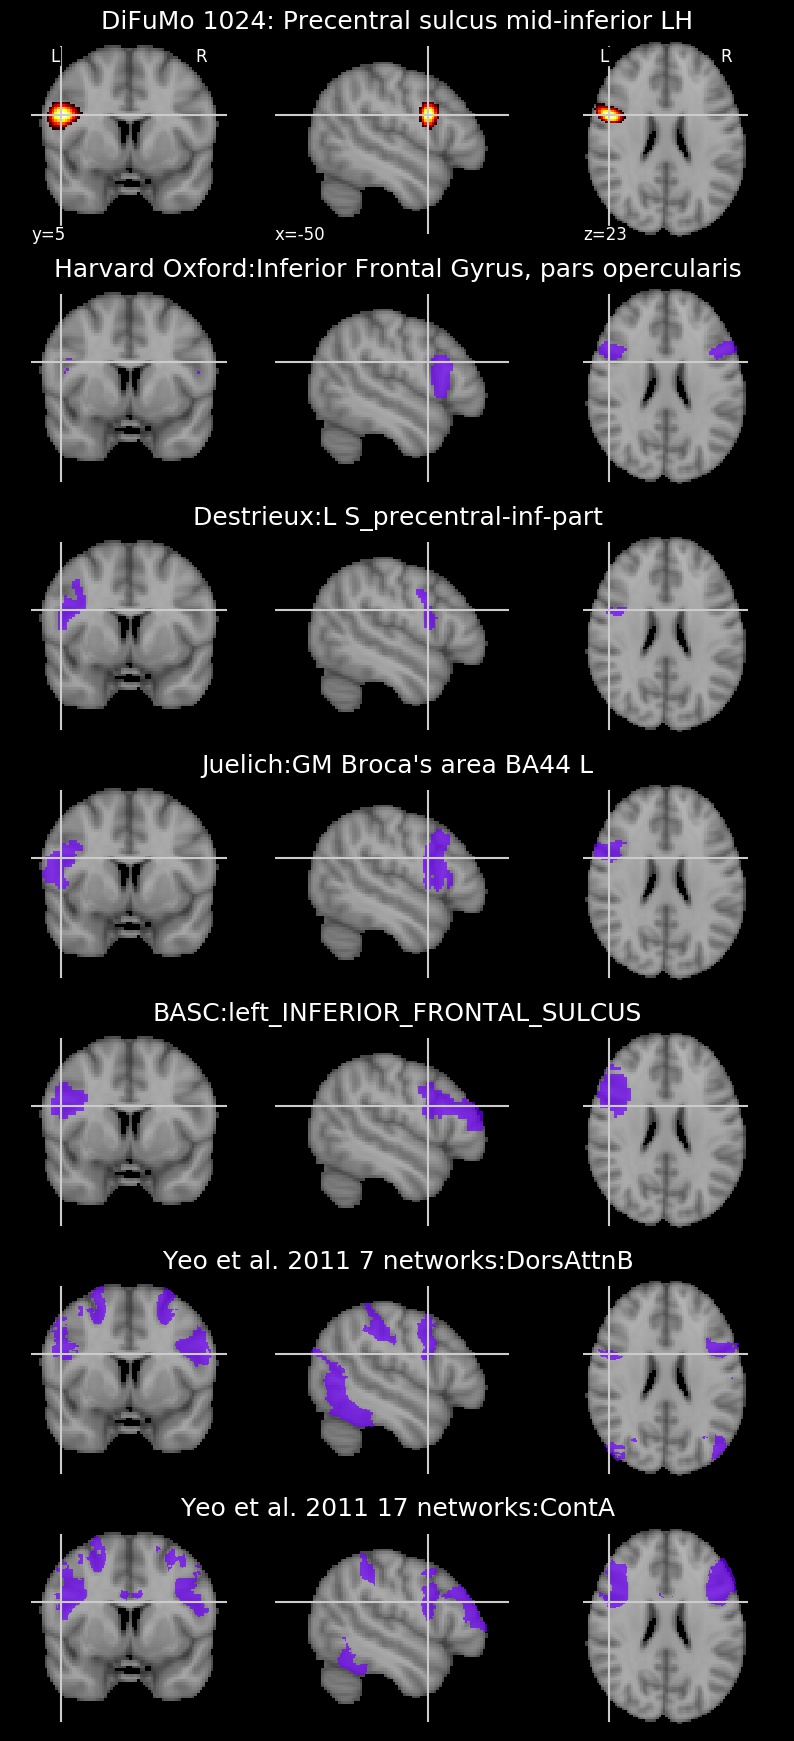 DiFuMo 1024: Precentral sulcus mid-inferior LH
L R L R
y=5 x=-50 z=23
Harvard Oxford:Inferior Frontal Gyrus, pars opercularis
Destrieux:L S_precentral-inf-part
Juelich:GM Broca's area BA44 L
BASC:left_INFERIOR_FRONTAL_SULCUS
Yeo et al. 2011 7 networks:DorsAttnB
Yeo et al. 2011 17 networks:ContA